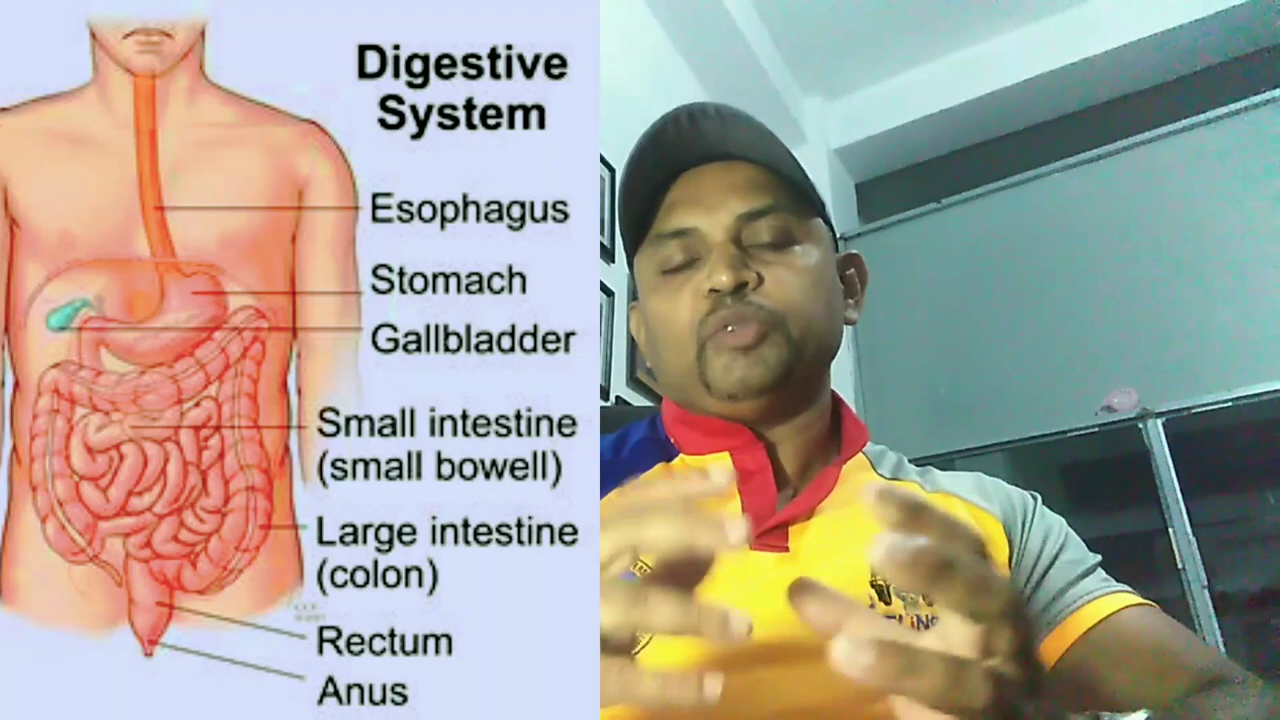 Digestive
System
Esophagus
Stomach
Gallbladder
Small intestine
(small bowell)
Large intestine
(colon)
Rectum
Anus